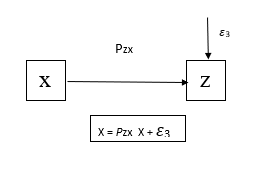 Pzx
ε3
X
Z
X = Pzx X + ε3